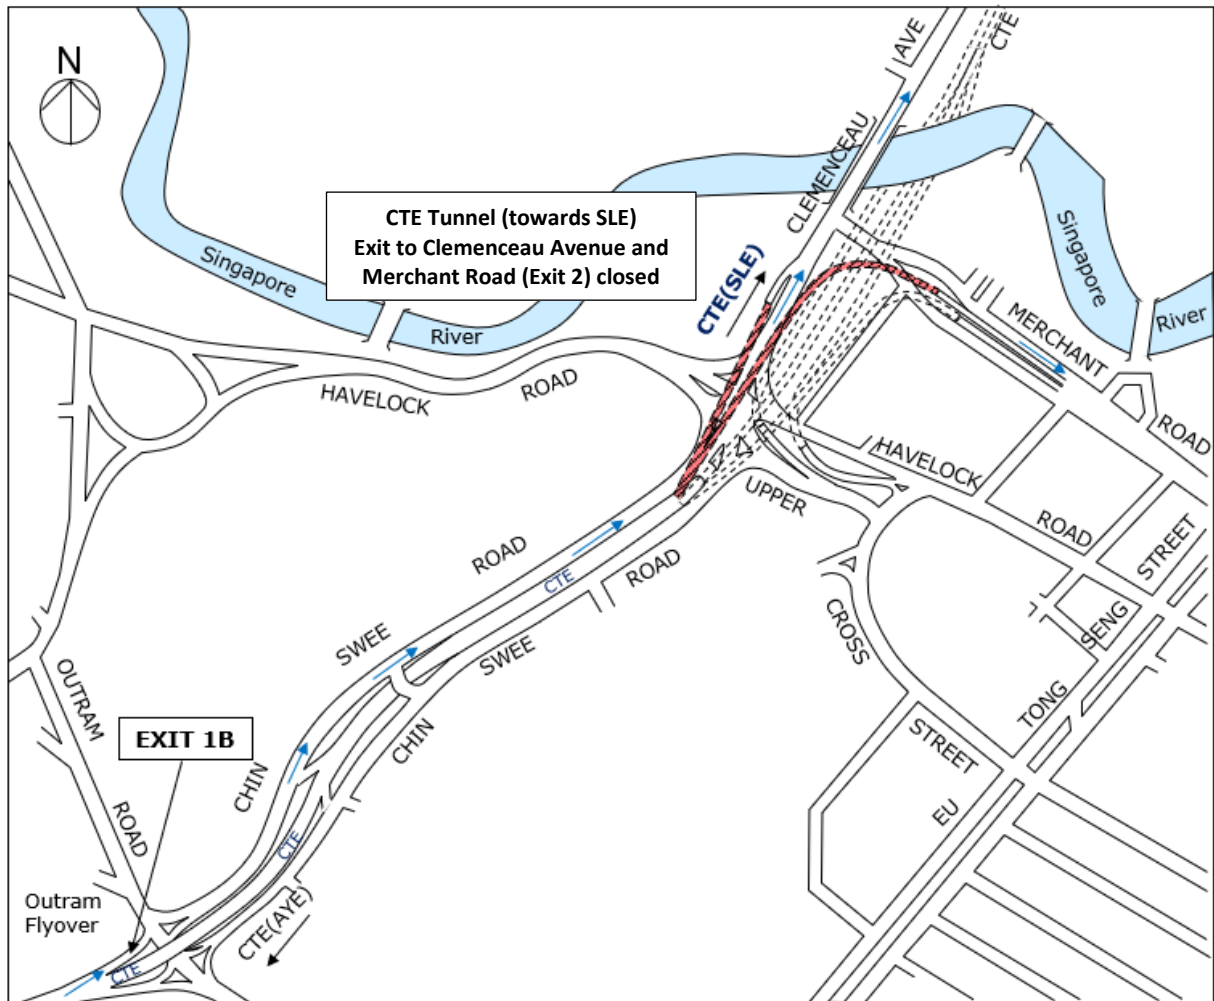 N
AVE
CTE
CLEMENCEAU
CTE Tunnel (towards SLE)
Exit to Clemenceau Avenue and
Merchant Road (Exit 2) closed
Singapore
River
CTE(SLE)
Singapore
River
MERCHANT
ROAD
HAVELOCK
ROAD
HAVELOCK
ROAD
UPPER
CROSS
STREET
ROAD
CTE
ROAD
SWEE
SWEE
CHIN
CHIN
STREET
SENG
TONG
EU
OUTRAM
ROAD
EXIT 1B
CTE
Outram
Flyover
CTE(AYE)
CTE